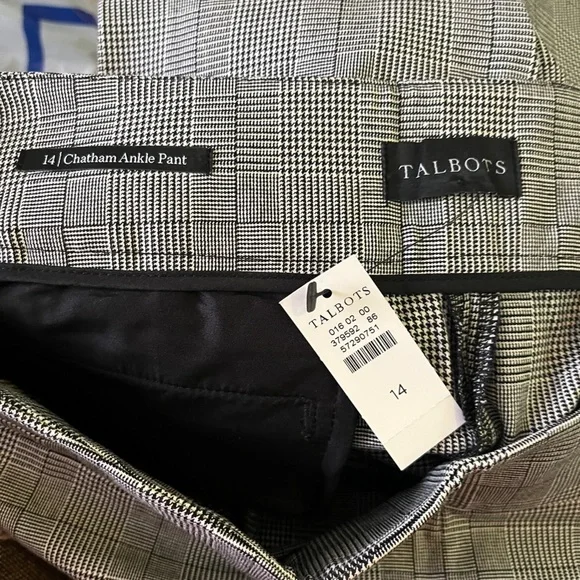 14 | Chatham Ankle Pant
TALBOTS
TALBOTS
016 02 00
379592 86
57290751
14